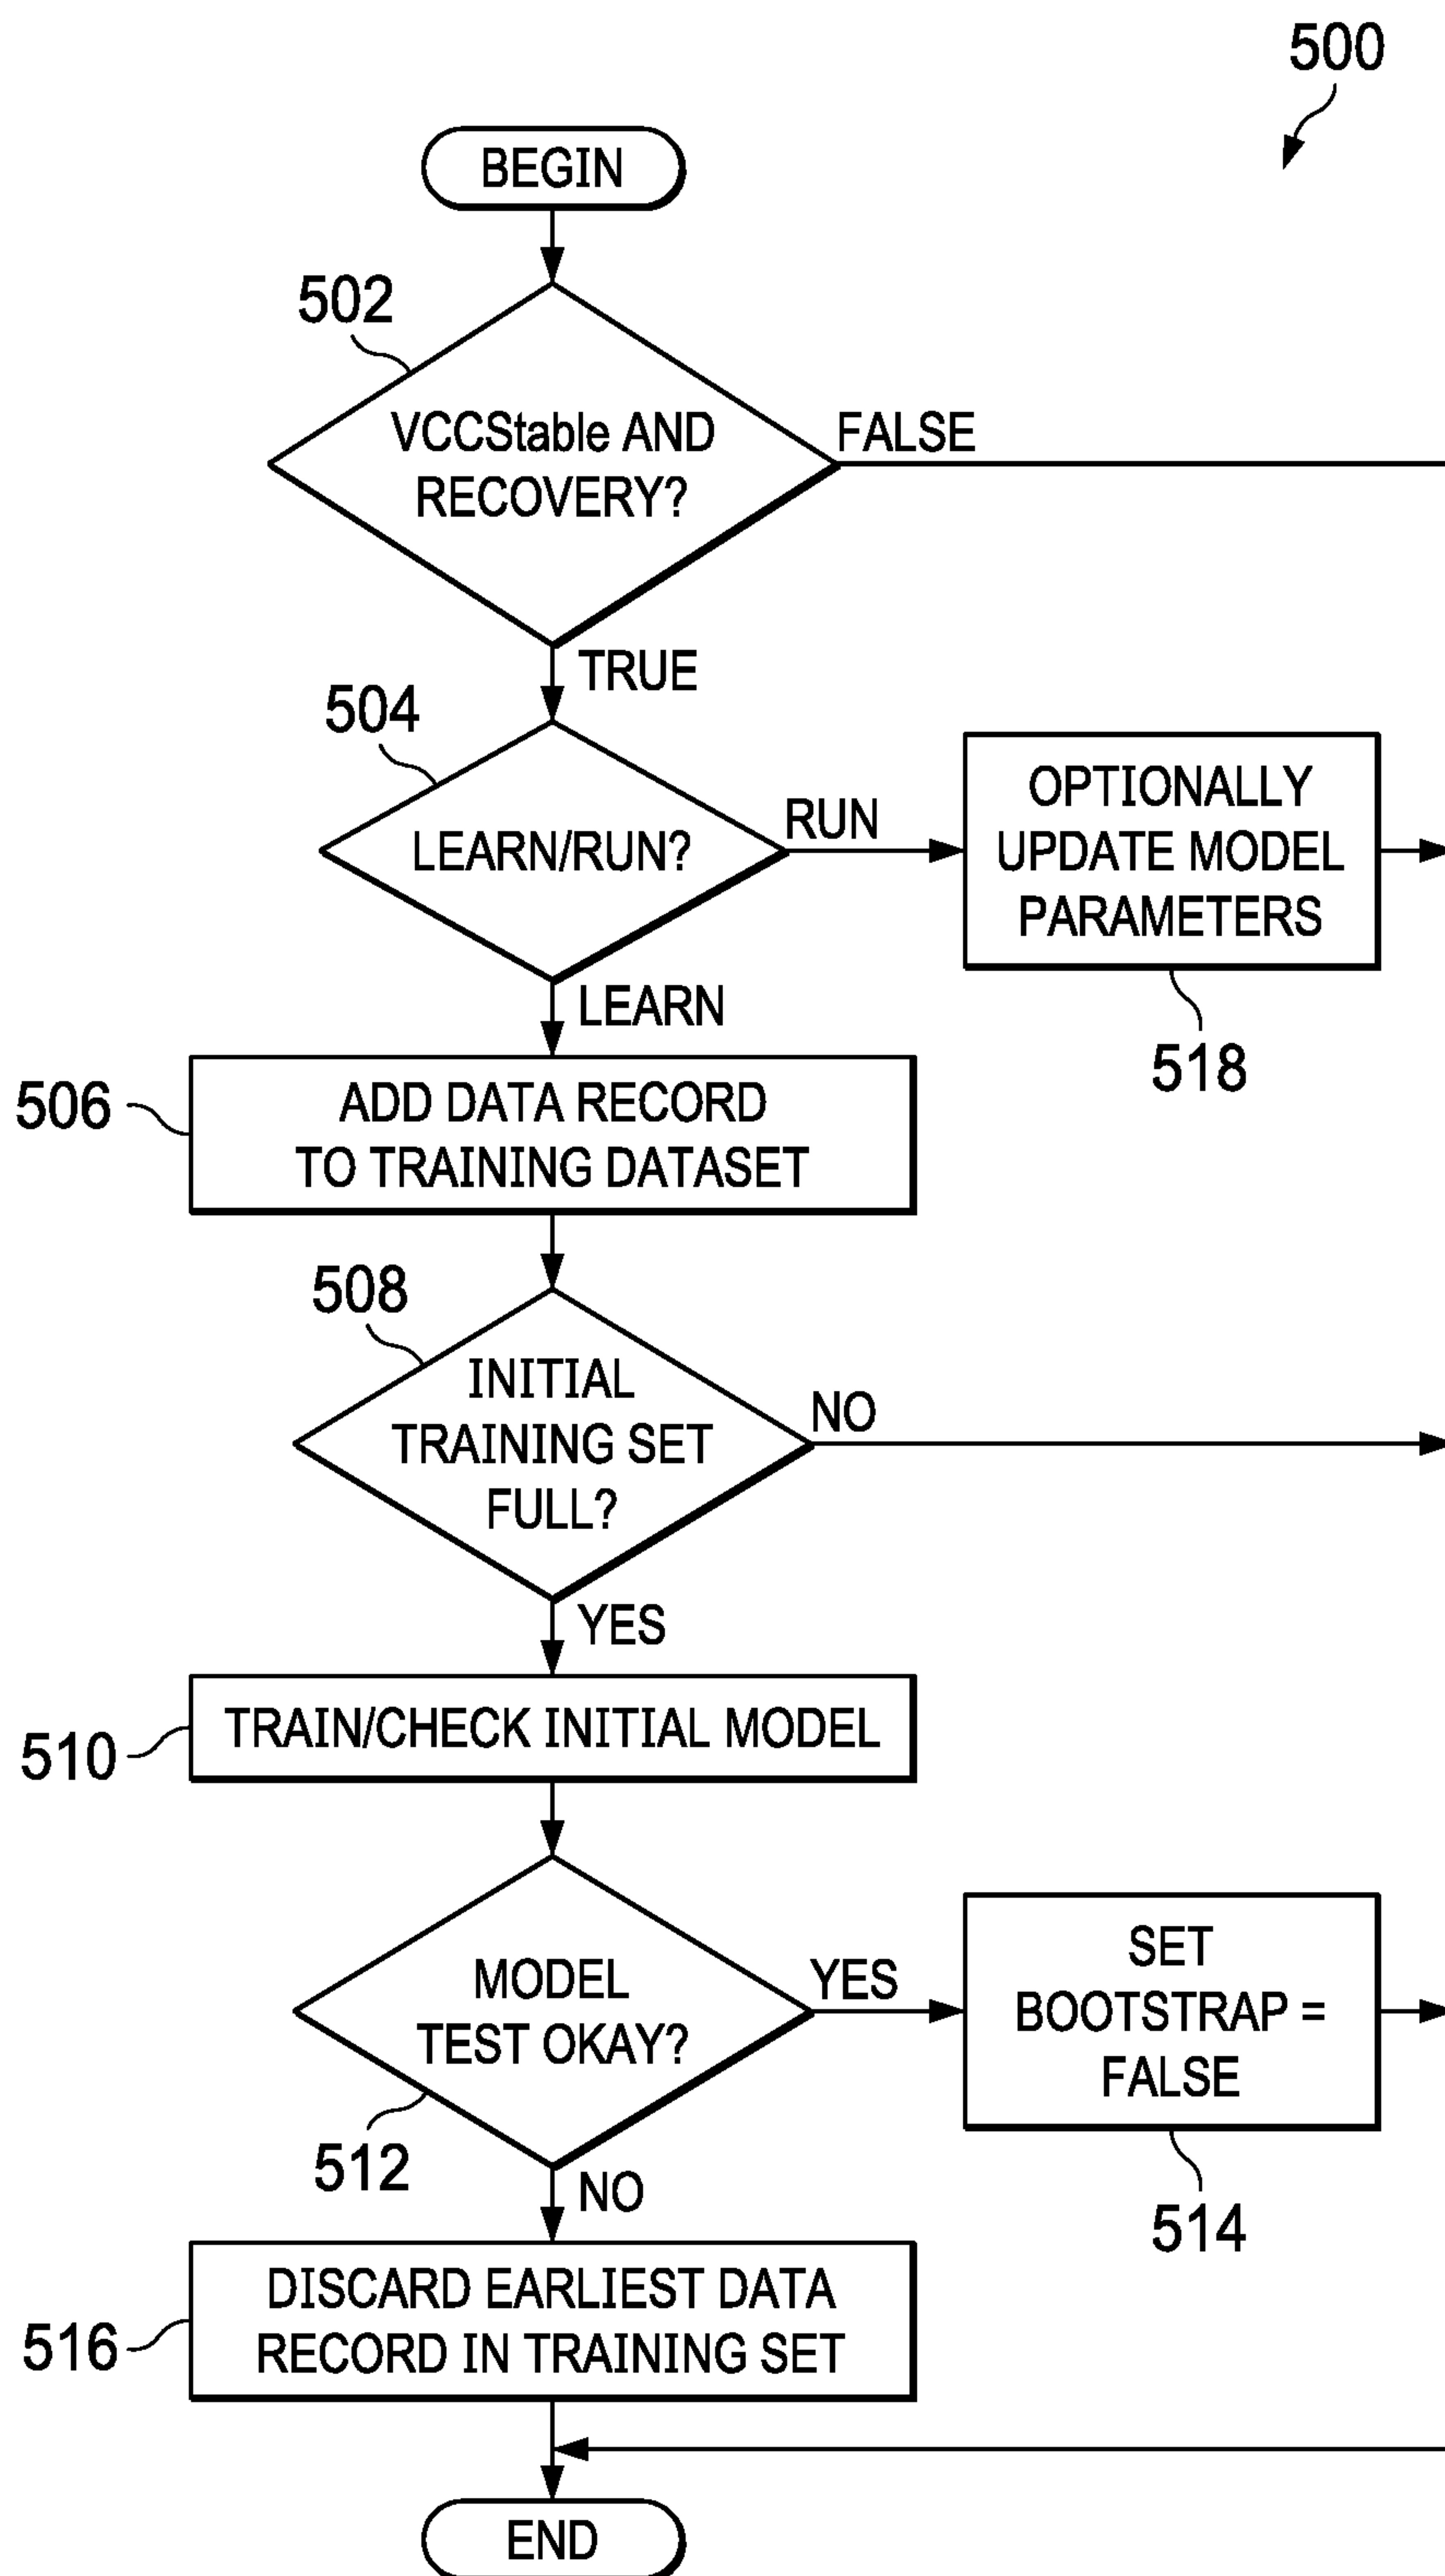 500
BEGIN
502
VCCStable AND
RECOVERY?
FALSE
TRUE
504
LEARN/RUN?
RUN
OPTIONALLY
UPDATE MODEL
PARAMETERS
518
LEARN
506
ADD DATA RECORD
TO TRAINING DATASET
508
INITIAL
TRAINING SET
FULL?
NO
YES
510
TRAIN/CHECK INITIAL MODEL
MODEL
TEST OKAY?
YES
SET
BOOTSTRAP =
FALSE
512
514
NO
516
DISCARD EARLIEST DATA
RECORD IN TRAINING SET
END